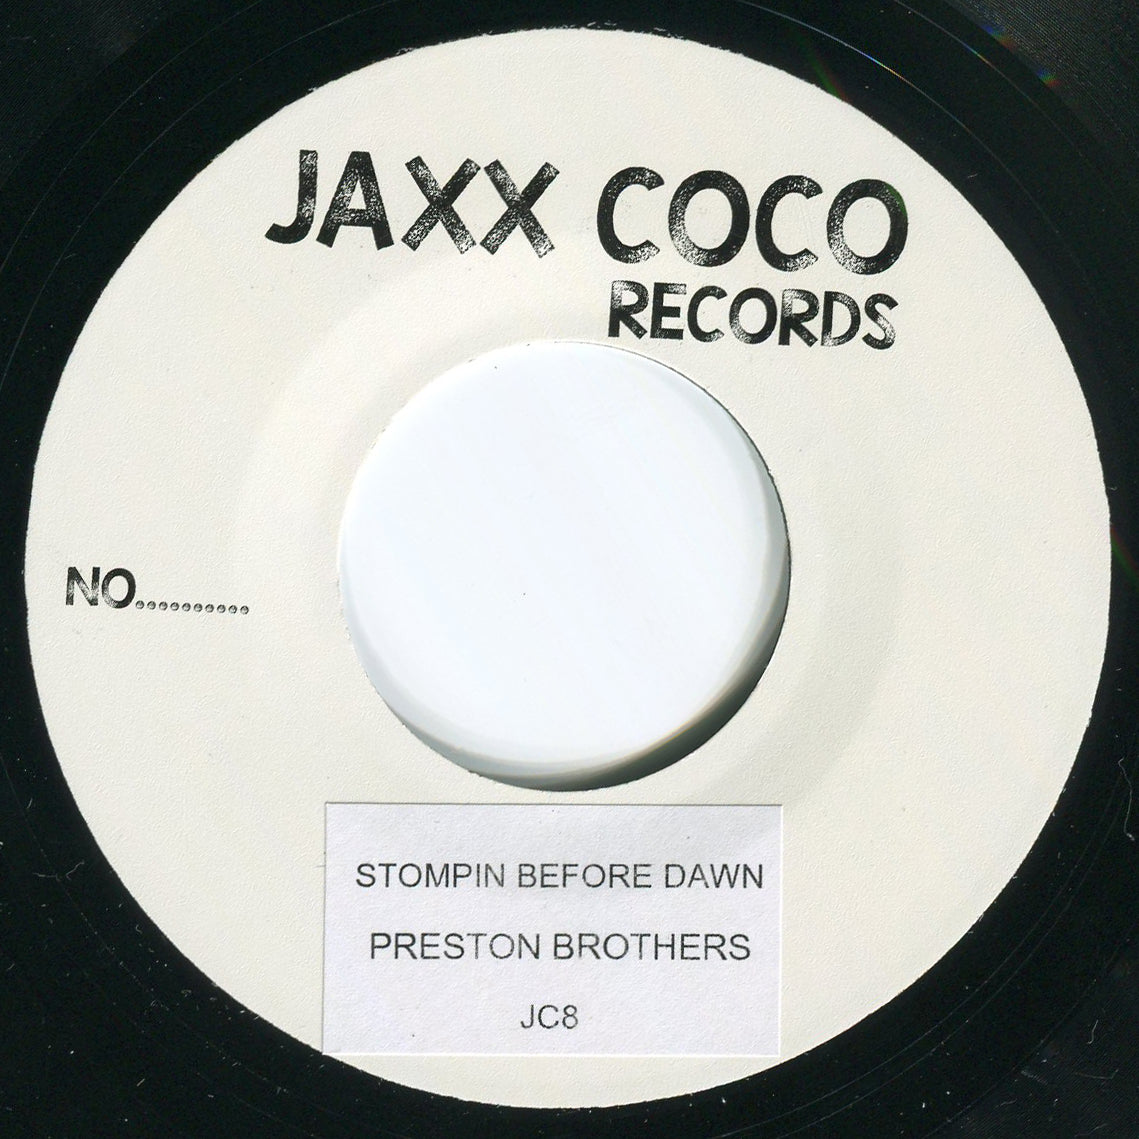 JAXX COCO
RECORDS
NO..........
STOMPIN BEFORE DAWN
PRESTON BROTHERS
JC8